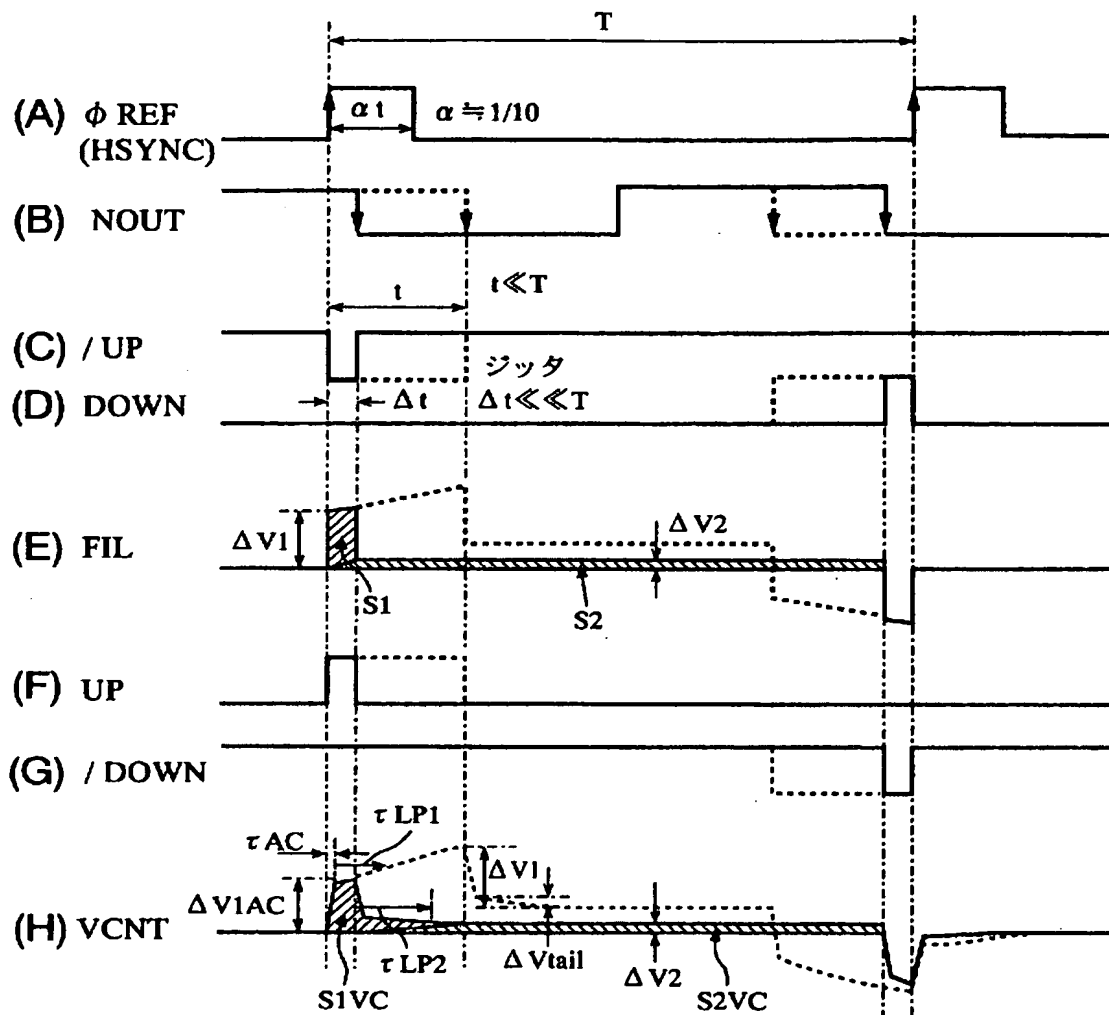 T
(A) φ REF
(HSYNC)
α t
α ≒ 1/10
(B) NOUT
t
t ≪ T
(C) / UP
ジッタ
(D) DOWN
Δ t
Δ t ≪≪ T
(E) FIL
Δ V1
Δ V2
S1
S2
(F) UP
(G) / DOWN
τ AC
τ LP1
Δ V1
Δ V1AC
(H) VCNT
τ LP2
Δ Vtail
Δ V2
S1VC
S2VC